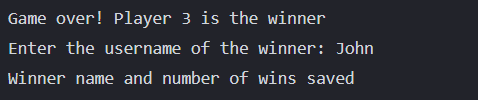 Game over! Player 3 is the winner
Enter the username of the winner: John
Winner name and number of wins saved